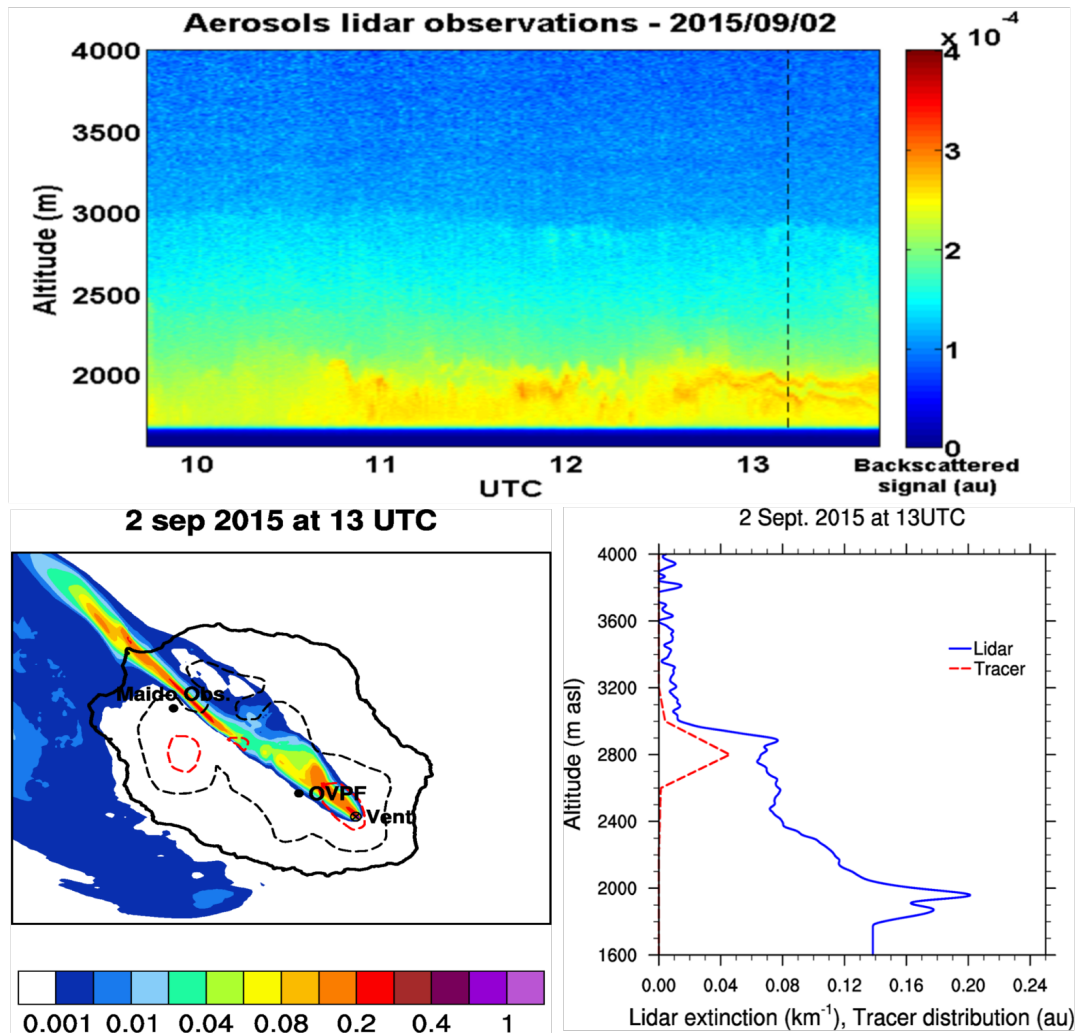 Aerosols lidar observations - 2015/09/02
x 10-4
4000
3500
3000
2500
2000
Altitude (m)
10
11
12
13
UTC
4
3
2
1
0
Backscattered
signal (au)
2 sep 2015 at 13 UTC
Maido Obs.
OVPF
Vent
0.001 0.01 0.04 0.08 0.2 0.4 1
2 Sept. 2015 at 13UTC
4000
3600
3200
2800
2400
2000
1600
Altitude (m asl)
Lidar
Tracer
0.00 0.04 0.08 0.12 0.16 0.20 0.24
Lidar extinction (km-1), Tracer distribution (au)